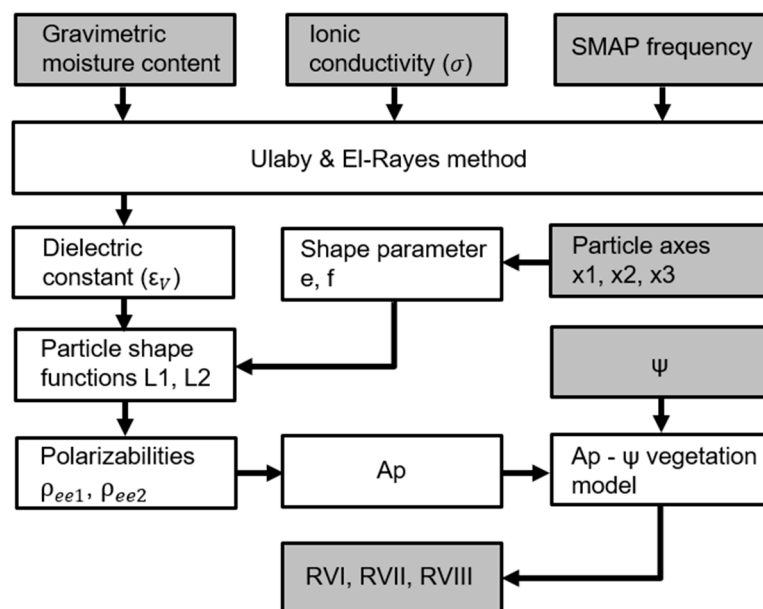 Gravimetric
moisture content
Ionic
conductivity (σ)
SMAP frequency
Ulaby & El-Rayes method
Dielectric
constant (ε_V)
Shape parameter
e, f
Particle axes
x1, x2, x3
Particle shape
functions L1, L2
ψ
Polarizabilities
ρ_ee1, ρ_ee2
Ap
Ap - ψ vegetation
model
RVI, RVII, RVIII